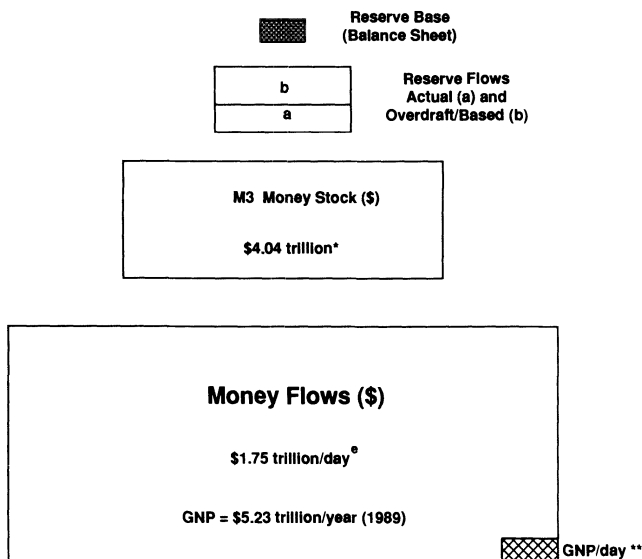 Reserve Base
(Balance Sheet)
b
a
Reserve Flows
Actual (a) and
Overdraft/Based (b)
M3 Money Stock ($)
$4.04 trillion*
Money Flows ($)
$1.75 trillion/day^e
GNP = $5.23 trillion/year (1989)
GNP/day **